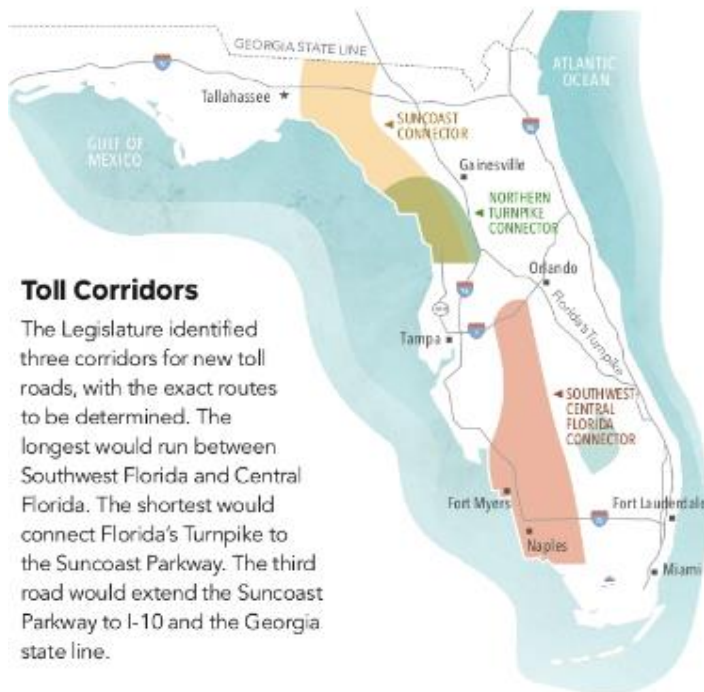 GEORGIA STATE LINE
ATLANTIC
OCEAN
Tallahassee
SUNCOAST
CONNECTOR
GULF OF
MEXICO
Gainesville
NORTHERN
TURNPIKE
CONNECTOR
Orlando
Florida's Turnpike
Tampa
SOUTHWEST-
CENTRAL
FLORIDA
CONNECTOR
Fort Myers
Fort Lauderdale
Naples
Miami
Toll Corridors
The Legislature identified
three corridors for new toll
roads, with the exact routes
to be determined. The
longest would run between
Southwest Florida and Central
Florida. The shortest would
connect Florida's Turnpike to
the Suncoast Parkway. The third
road would extend the Suncoast
Parkway to I-10 and the Georgia
state line.